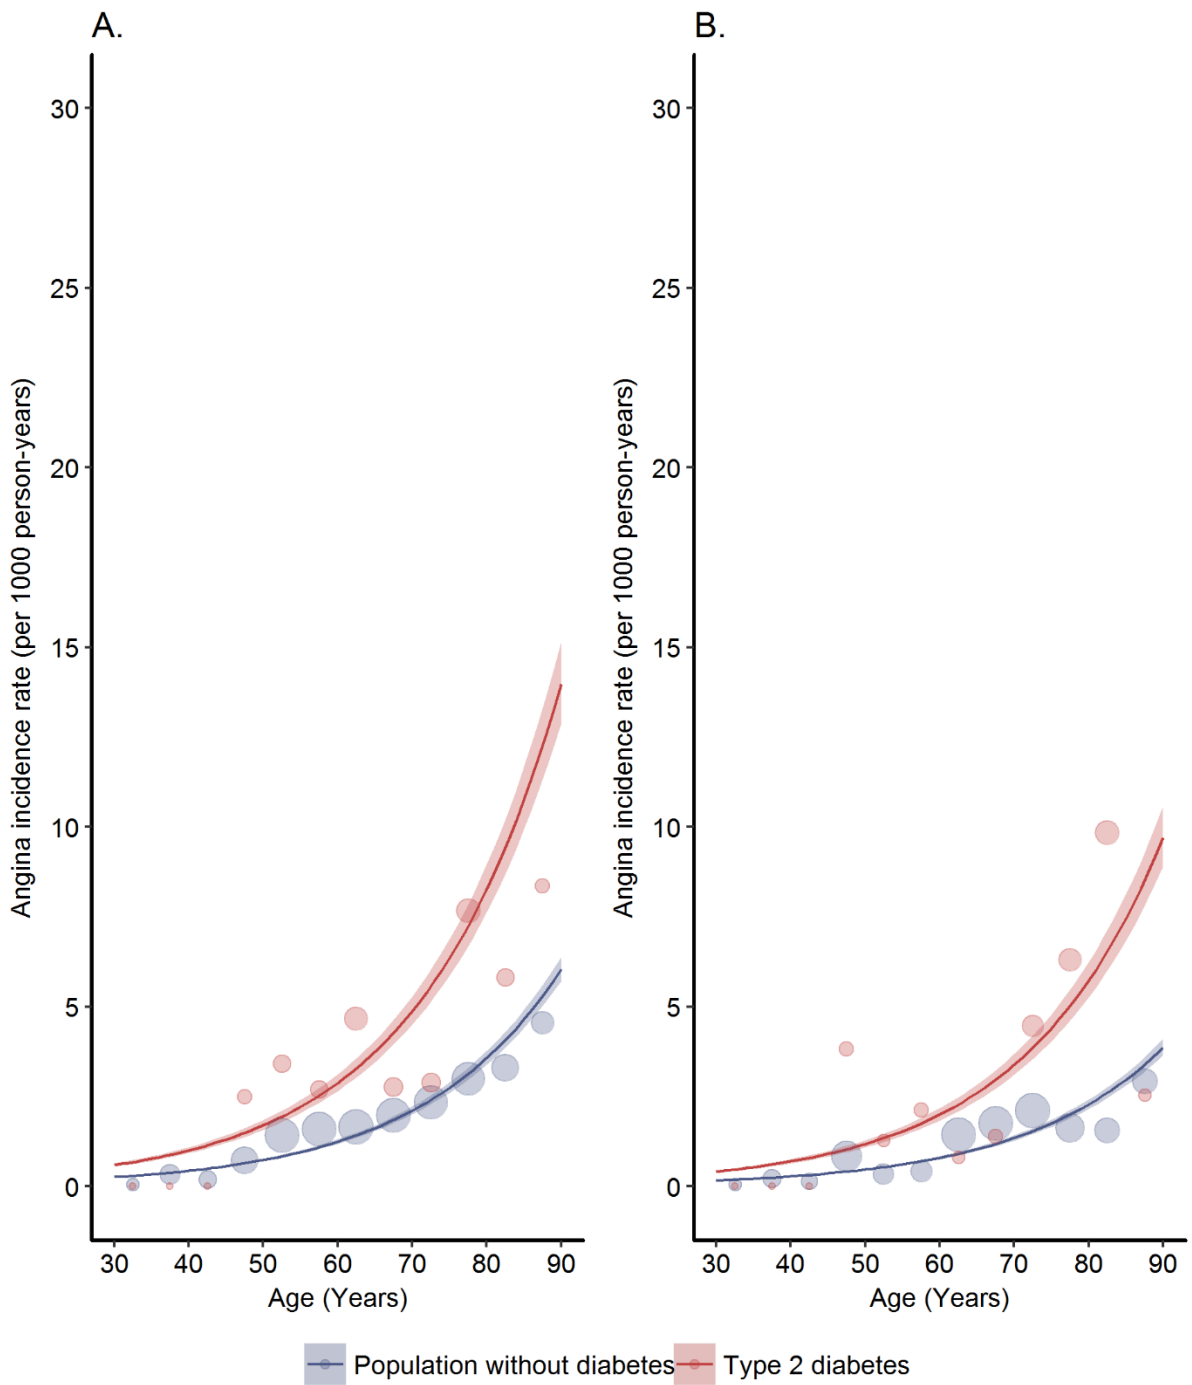 A.
Angina incidence rate (per 1000 person-years)
30
25
20
15
10
5
0
30 40 50 60 70 80 90
Age (Years)
B.
Angina incidence rate (per 1000 person-years)
30
25
20
15
10
5
0
30 40 50 60 70 80 90
Age (Years)
Population without diabetes Type 2 diabetes